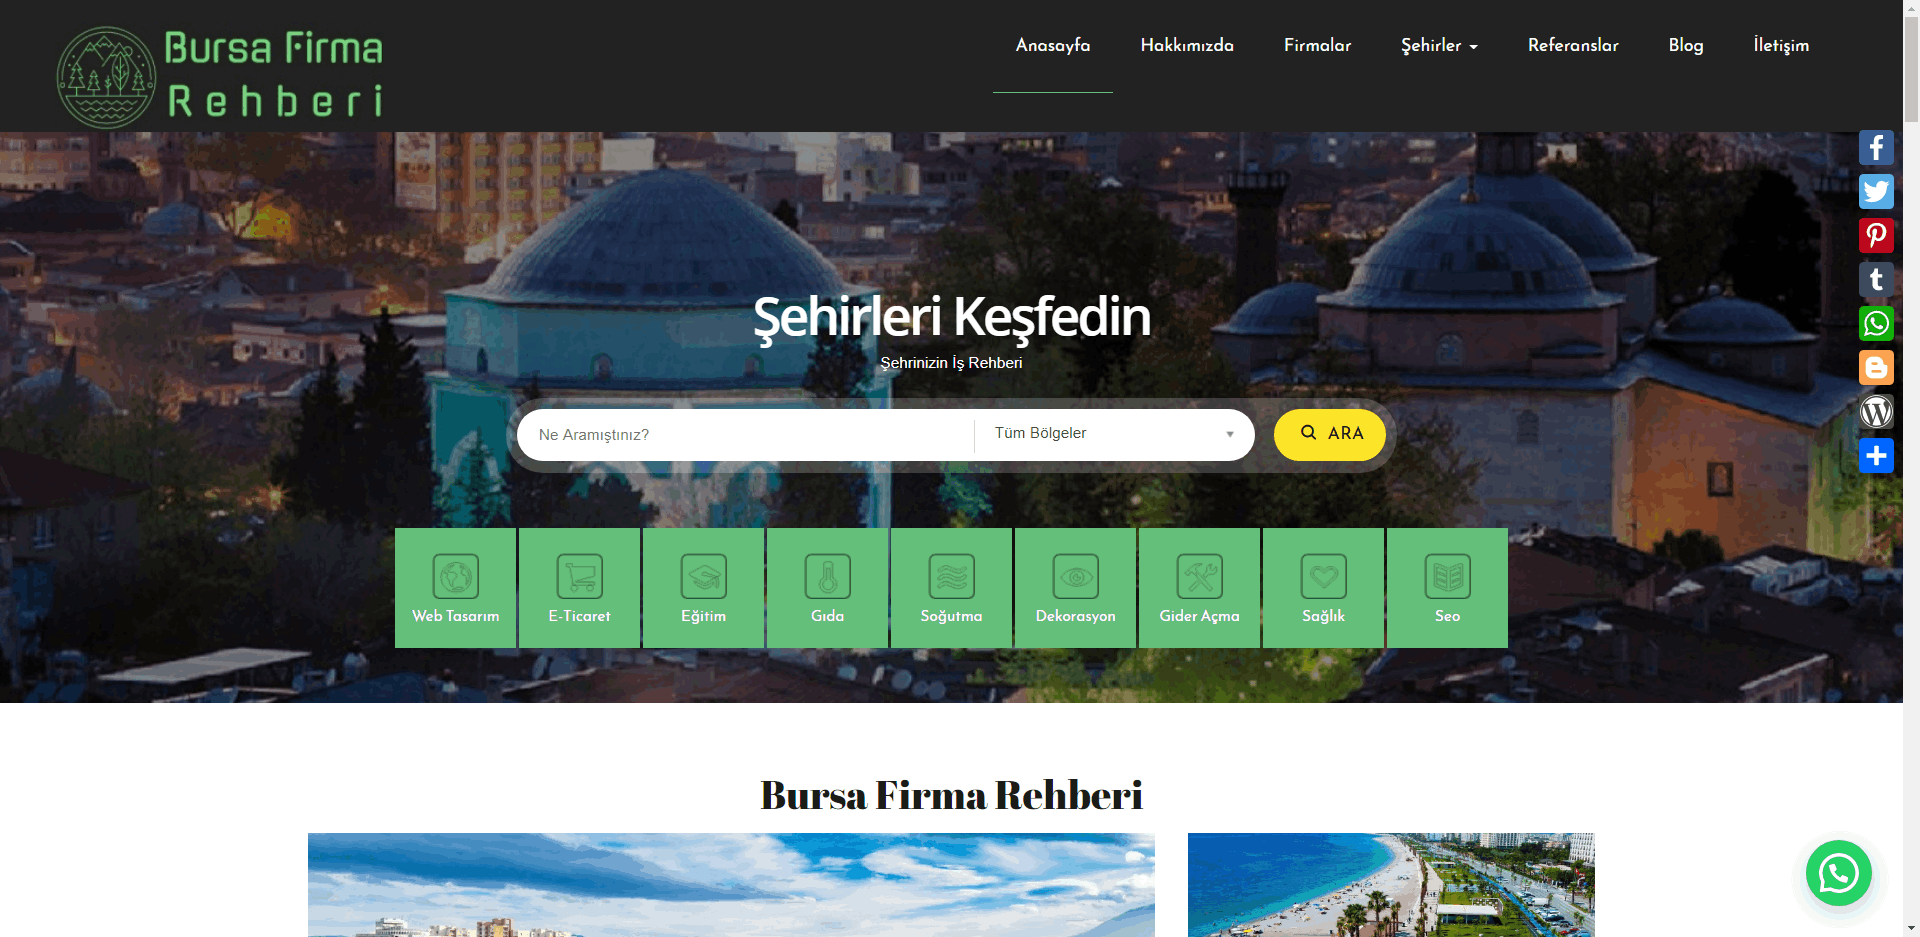 Bursa Firma
Rehberi
Anasayfa
Hakkımızda
Firmalar
Şehirler
Referanslar
Blog
İletişim
Şehirleri Keşfedin
Şehrinizin İş Rehberi
Ne Aramıştınız?
Tüm Bölgeler
ARA
Web Tasarım
E-Ticaret
Eğitim
Gıda
Soğutma
Dekorasyon
Gider Açma
Sağlık
Seo
Bursa Firma Rehberi